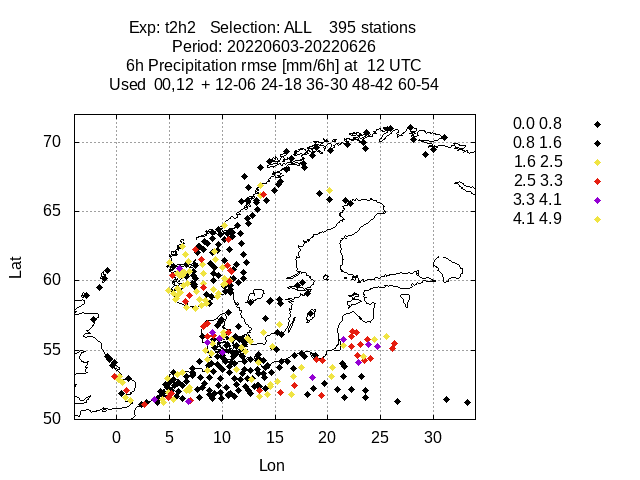 Exp: t2h2   Selection: ALL    395 stations
Period: 20220603-20220626
6h Precipitation rmse [mm/6h] at  12 UTC
Used  00,12  + 12-06 24-18 36-30 48-42 60-54
0.0 0.8
0.8 1.6
1.6 2.5
2.5 3.3
3.3 4.1
4.1 4.9
70
65
60
55
50
Lat
0 5 10 15 20 25 30
Lon